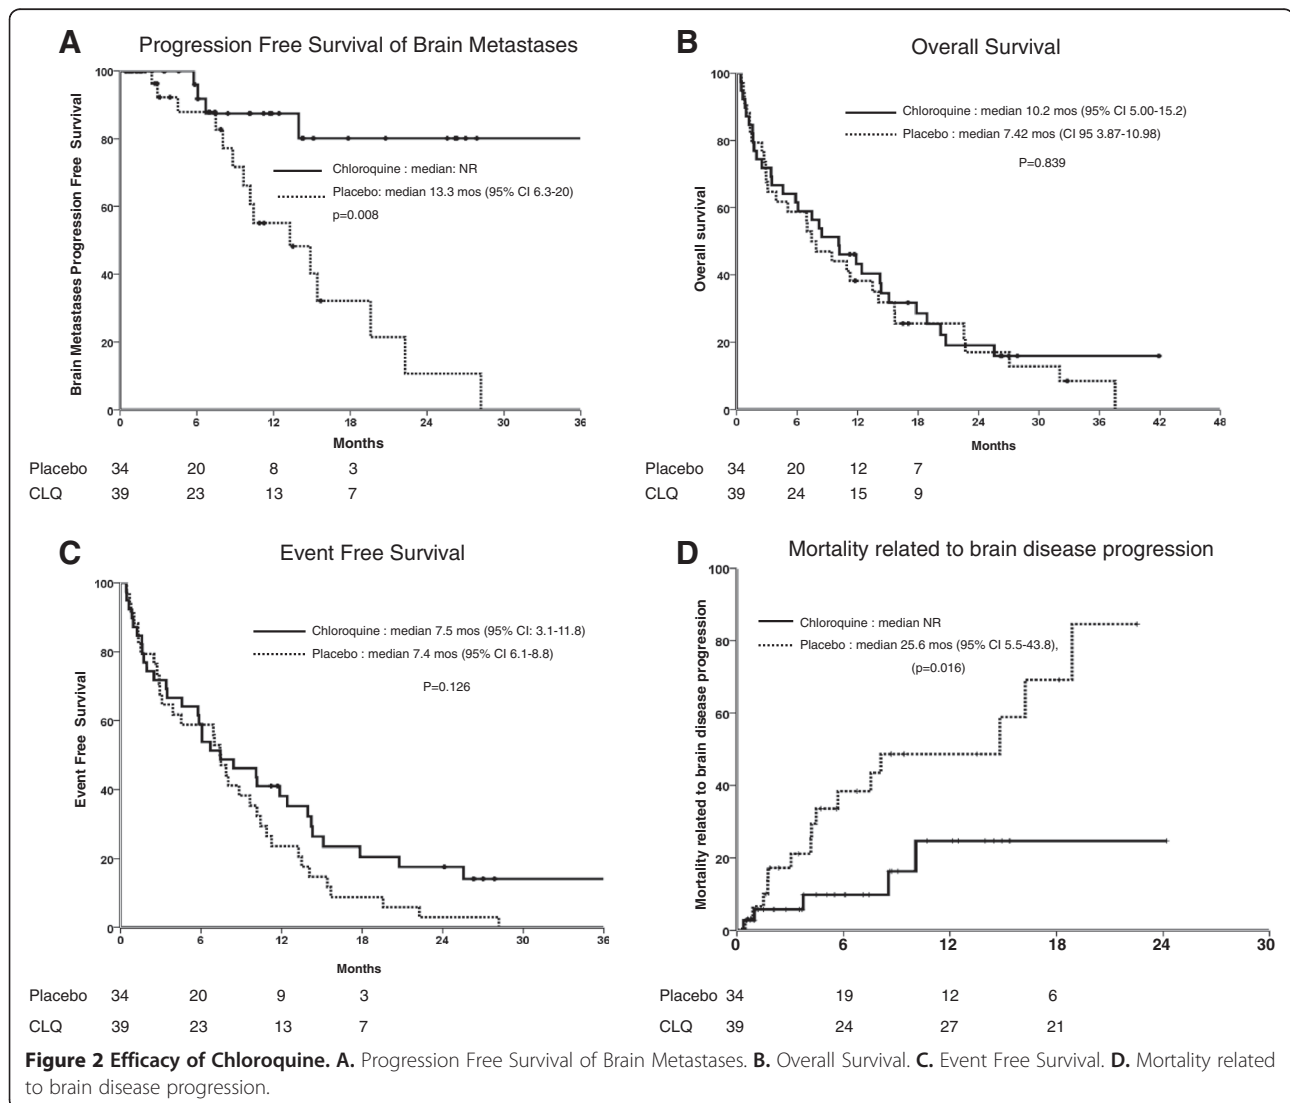 A
Progression Free Survival of Brain Metastases
Brain Metastases Progression Free Survival
100
80
60
40
20
0
Chloroquine : median: NR
Placebo: median 13.3 mos (95% CI 6.3-20)
p=0.008
0 6 12 18 24 30 36
Months
Placebo 34 20 8 3
CLQ 39 23 13 7
B
Overall Survival
Overall survival
100
80
60
40
20
0
Chloroquine : median 10.2 mos (95% CI 5.00-15.2)
Placebo : median 7.42 mos (CI 95 3.87-10.98)
P=0.839
0 6 12 18 24 30 36 42 48
Months
Placebo 34 20 12 7
CLQ 39 24 15 9
C
Event Free Survival
Event Free Survival
100
80
60
40
20
0
Chloroquine : median 7.5 mos (95% CI: 3.1-11.8)
Placebo : median 7.4 mos (95% CI 6.1-8.8)
P=0.126
0 6 12 18 24 30 36
Months
Placebo 34 20 9 3
CLQ 39 23 13 7
D
Mortality related to brain disease progression
Mortality related to brain disease progression
100
80
60
40
20
0
Chloroquine : median NR
Placebo : median 25.6 mos (95% CI 5.5-43.8),
(p=0.016)
0 6 12 18 24 30
Placebo 34 19 12 6
CLQ 39 24 27 21
Figure 2 Efficacy of Chloroquine. A. Progression Free Survival of Brain Metastases. B. Overall Survival. C. Event Free Survival. D. Mortality related
to brain disease progression.